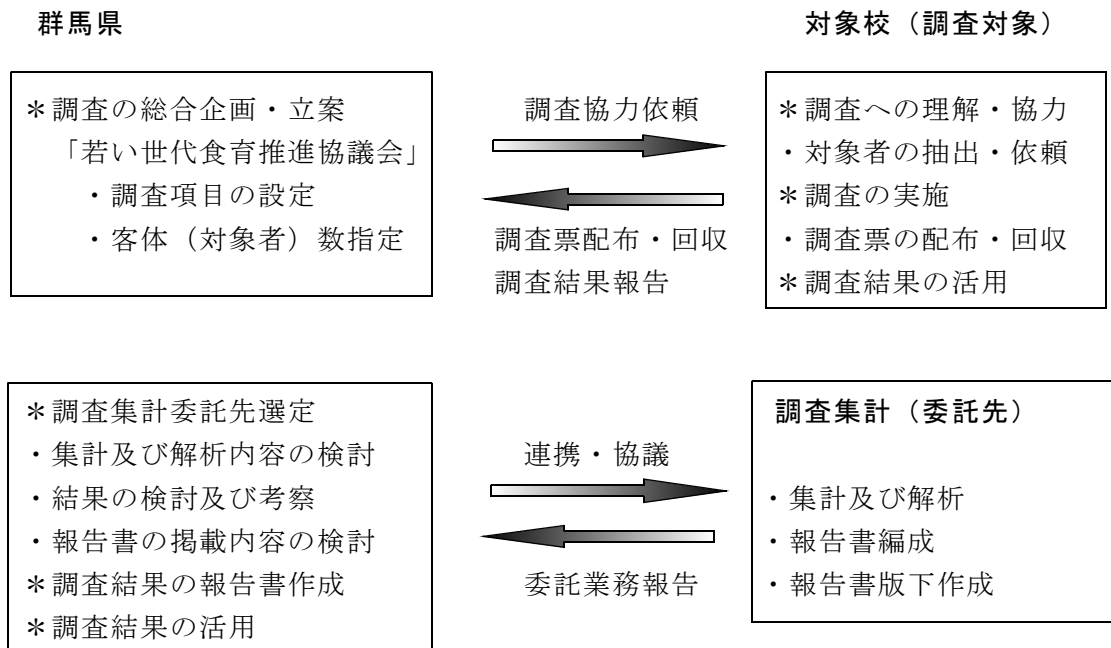 群馬県
対象校（調査対象）
＊調査の総合企画・立案
「若い世代食育推進協議会」
・調査項目の設定
・客体（対象者）数指定
調査協力依頼
調査票配布・回収
調査結果報告
＊調査への理解・協力
・対象者の抽出・依頼
＊調査の実施
・調査票の配布・回収
＊調査結果の活用
＊調査集計委託先選定
・集計及び解析内容の検討
・結果の検討及び考察
・報告書の掲載内容の検討
＊調査結果の報告書作成
＊調査結果の活用
連携・協議
委託業務報告
調査集計（委託先）
・集計及び解析
・報告書編成
・報告書版下作成